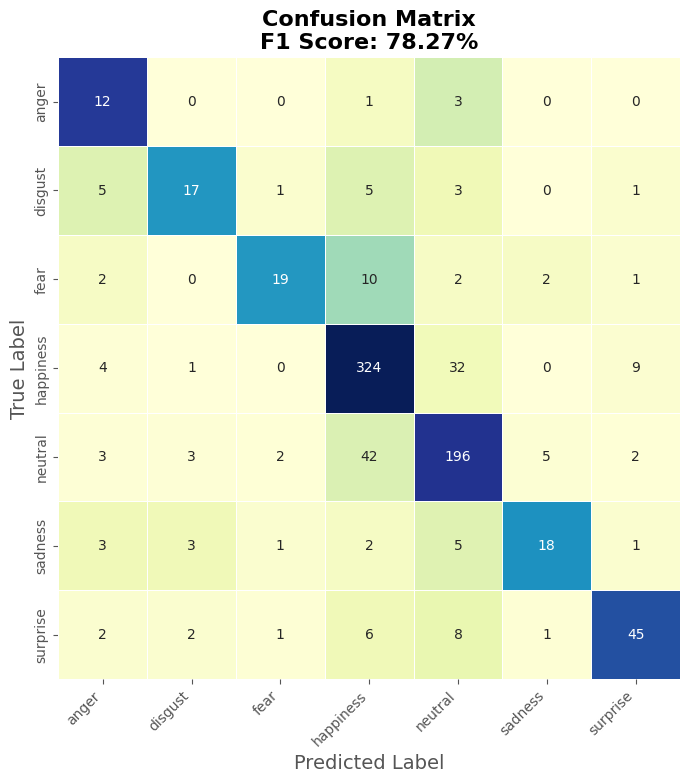 Confusion Matrix
F1 Score: 78.27%
True Label
anger 12 0 0 1 3 0 0
disgust 5 17 1 5 3 0 1
fear 2 0 19 10 2 2 1
happiness 4 1 0 324 32 0 9
neutral 3 3 2 42 196 5 2
sadness 3 3 1 2 5 18 1
surprise 2 2 1 6 8 1 45
anger disgust fear happiness neutral sadness surprise
Predicted Label